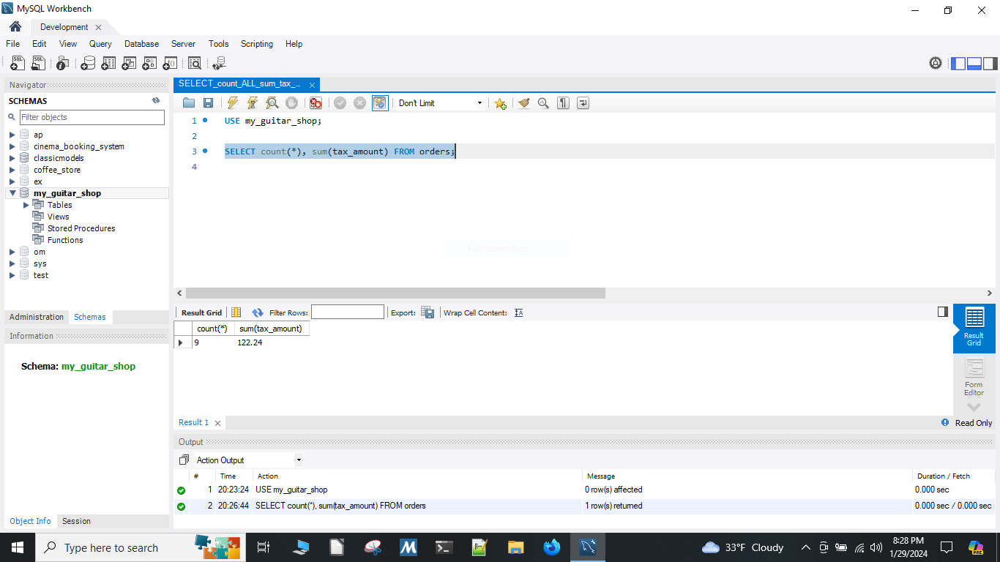 MySQL Workbench
Development
File Edit View Query Database Server Tools Scripting Help
Navigator
SCHEMAS
Filter objects
ap
cinema_booking_system
classicmodels
coffee_store
ex
my_guitar_shop
Tables
Views
Stored Procedures
Functions
om
sys
test
Administration Schemas
Information
Schema: my_guitar_shop
Object Info Session
SELECT_count_ALL_sum_tax_...
Don't Limit
1 USE my_guitar_shop;
2
3 SELECT count(*), sum(tax_amount) FROM orders;
4
Full-screen Snip
Result Grid Filter Rows: Export: Wrap Cell Content:
count(*) sum(tax_amount)
9 122.24
Result Grid
Form Editor
Result 1 Read Only
Output
Action Output
# Time Action Message Duration / Fetch
1 20:23:24 USE my_guitar_shop 0 row(s) affected 0.000 sec
2 20:26:44 SELECT count(*), sum(tax_amount) FROM orders 1 row(s) returned 0.000 sec / 0.000 sec
Type here to search
33°F Cloudy
8:28 PM
1/29/2024
PRE